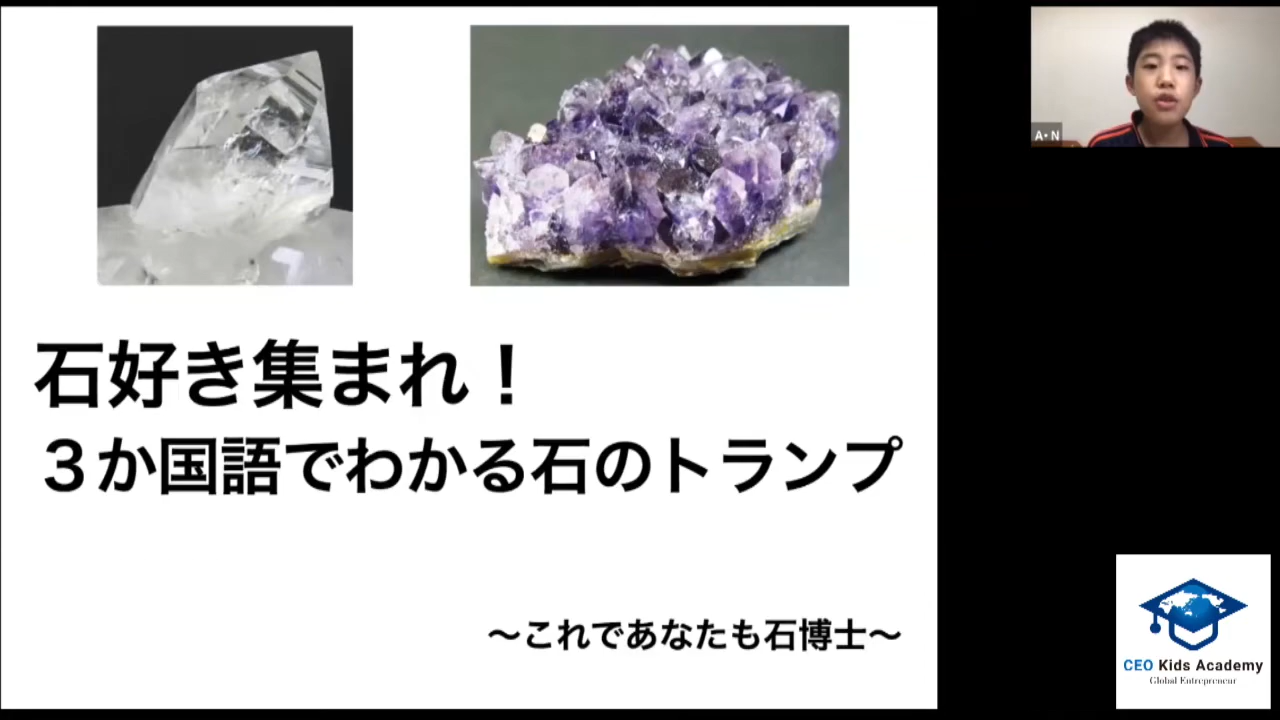 石好き集まれ！
３か国語でわかる石のトランプ
～これであなたも石博士～
A・N
CEO Kids Academy
Global Entrepreneur